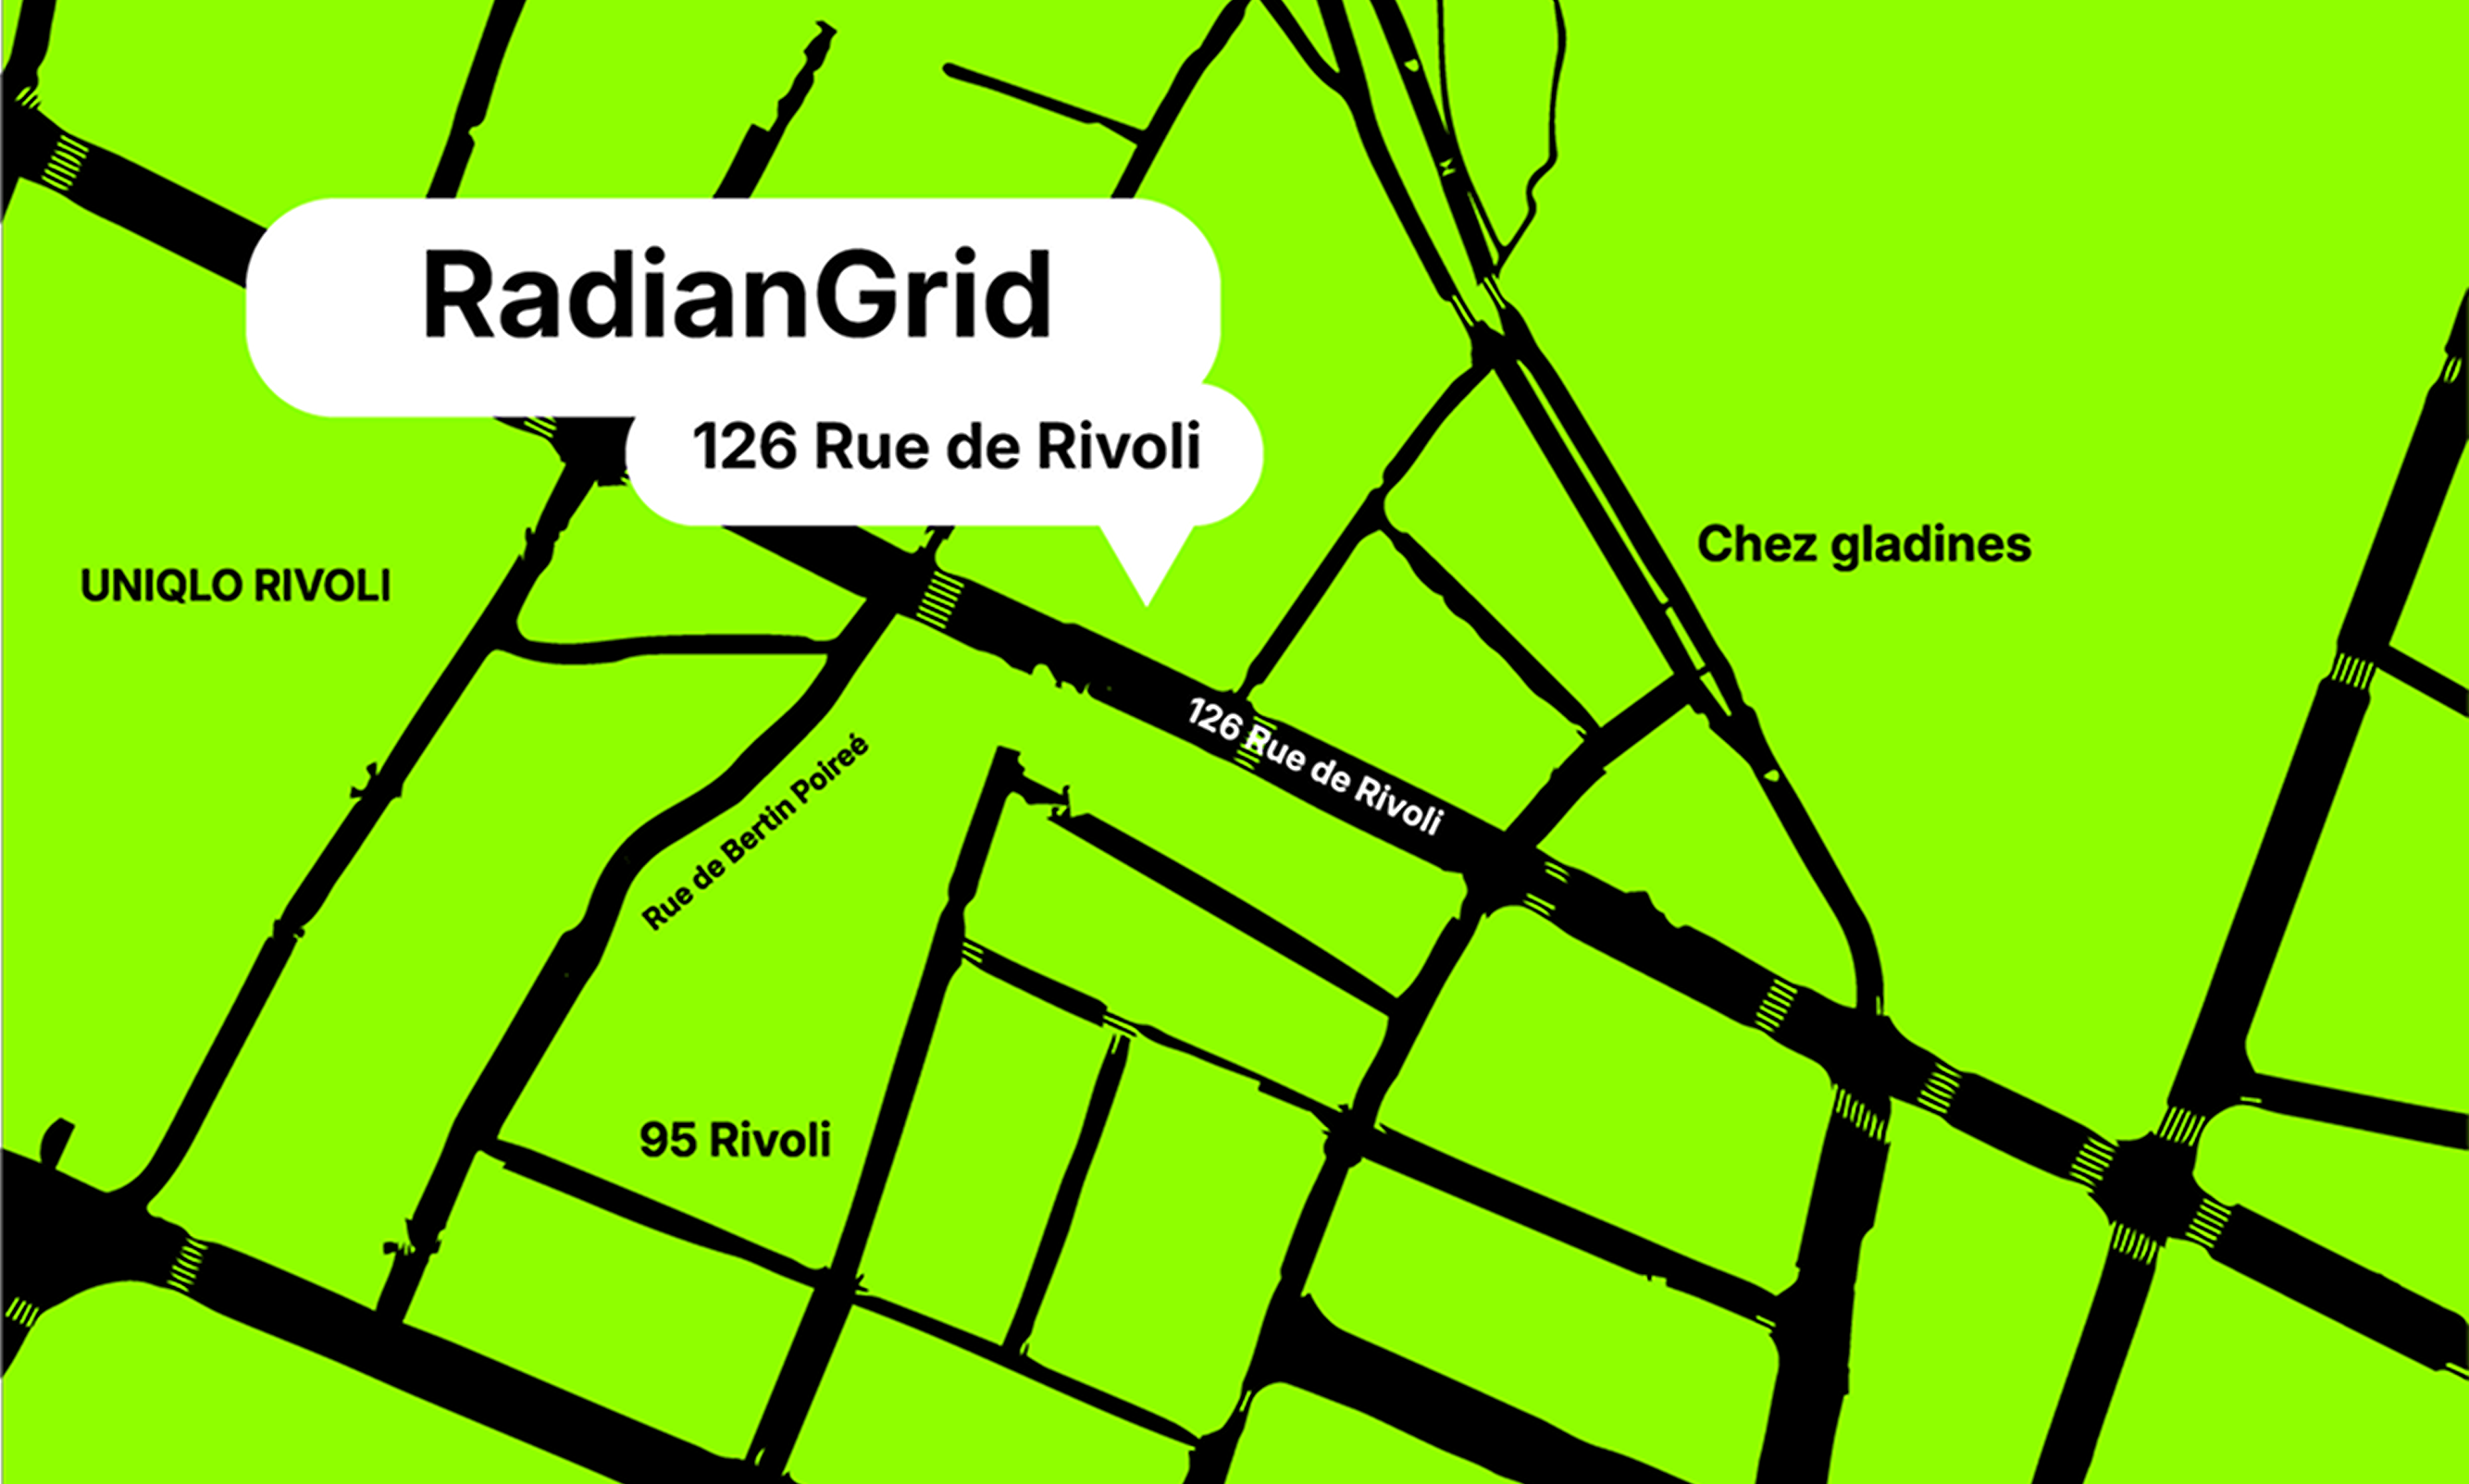 RadianGrid
126 Rue de Rivoli
Chez gladines
UNIQLO RIVOLI
126 Rue de Rivoli
Rue de Bertin Poireé
95 Rivoli